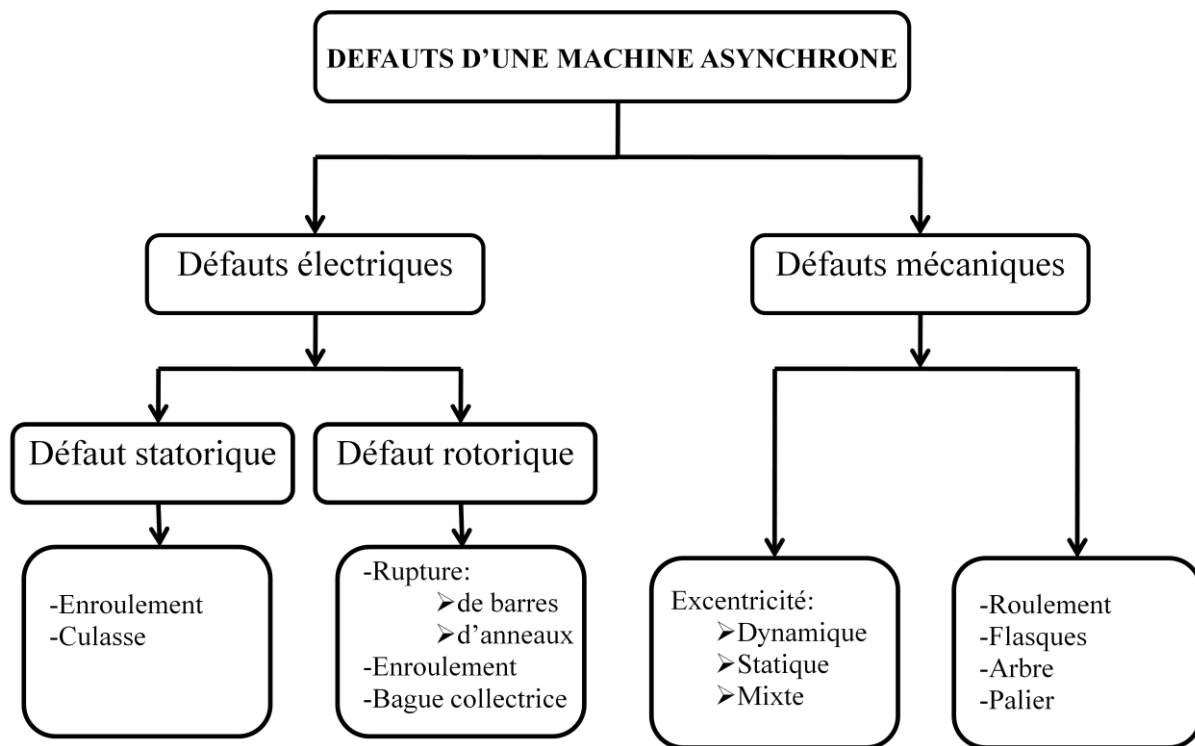 DEFAUTS D’UNE MACHINE ASYNCHRONE
Défauts électriques
Défauts mécaniques
Défaut statorique
Défaut rotorique
-Enroulement
-Culasse
-Rupture:
➢de barres
➢d’anneaux
-Enroulement
-Bague collectrice
Excentricité:
➢Dynamique
➢Statique
➢Mixte
-Roulement
-Flasques
-Arbre
-Palier